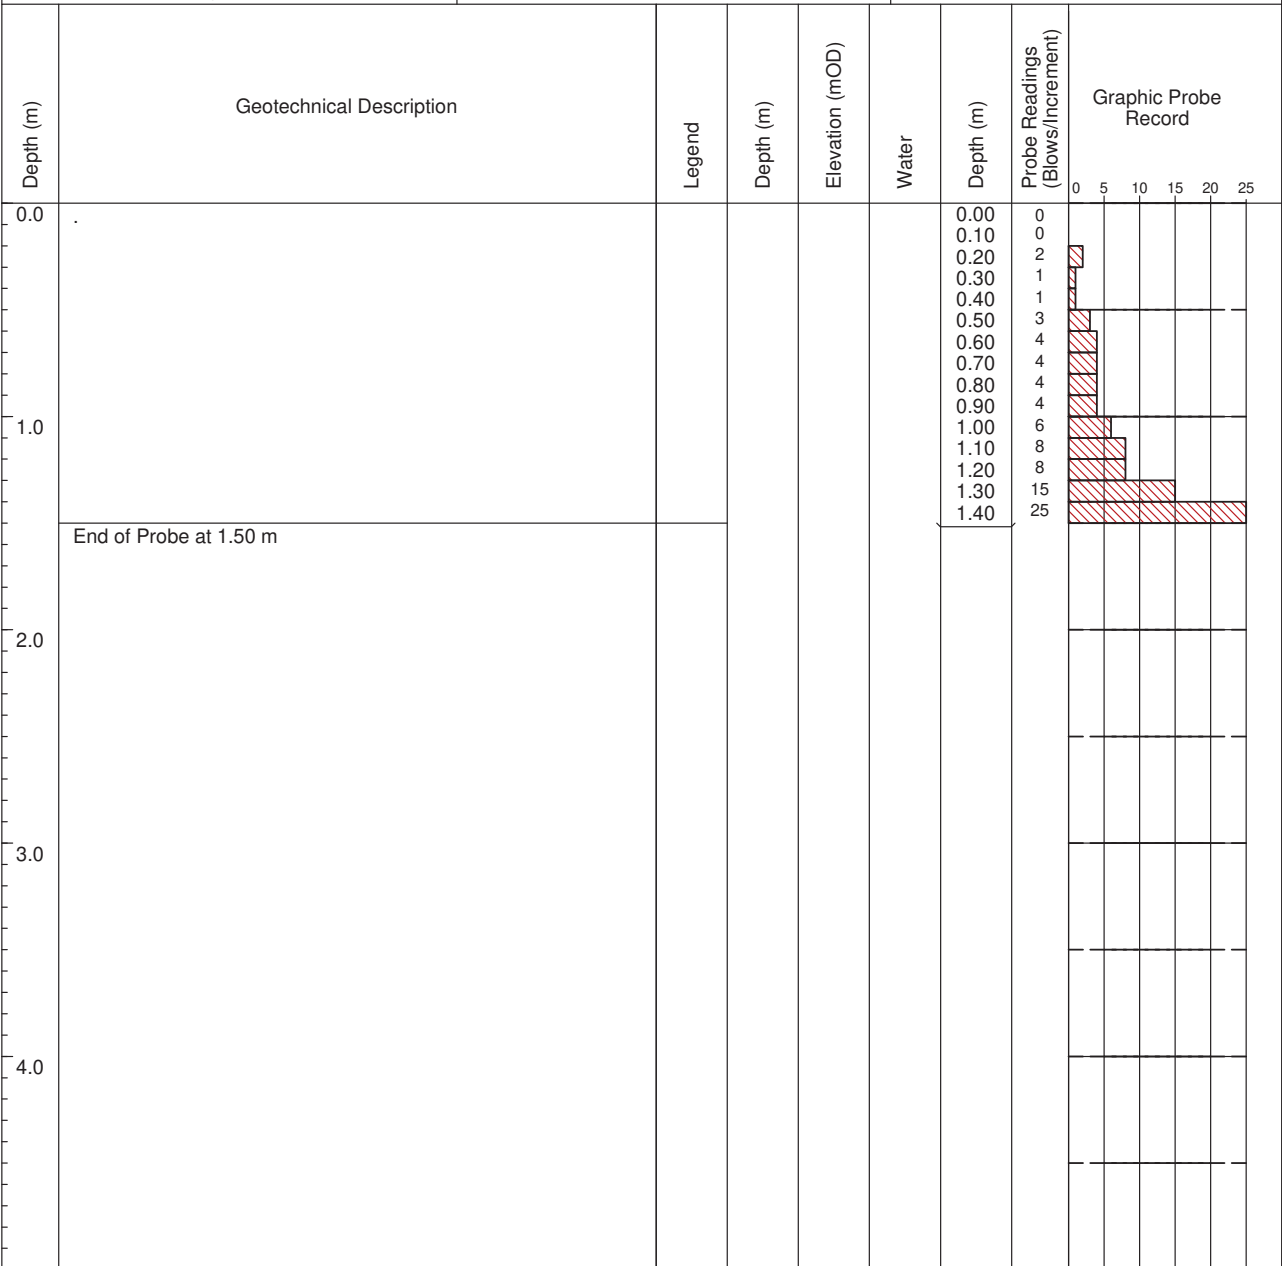 Depth (m)
Geotechnical Description
Legend
Depth (m)
Elevation (mOD)
Water
Depth (m)
Probe Readings
(Blows/Increment)
Graphic Probe
Record
0 5 10 15 20 25
0.0 . 0.00 0
0.10 0
0.20 2
0.30 1
0.40 1
0.50 3
0.60 4
0.70 4
0.80 4
0.90 4
1.0 1.00 6
1.10 8
1.20 8
1.30 15
1.40 25
End of Probe at 1.50 m
2.0
3.0
4.0